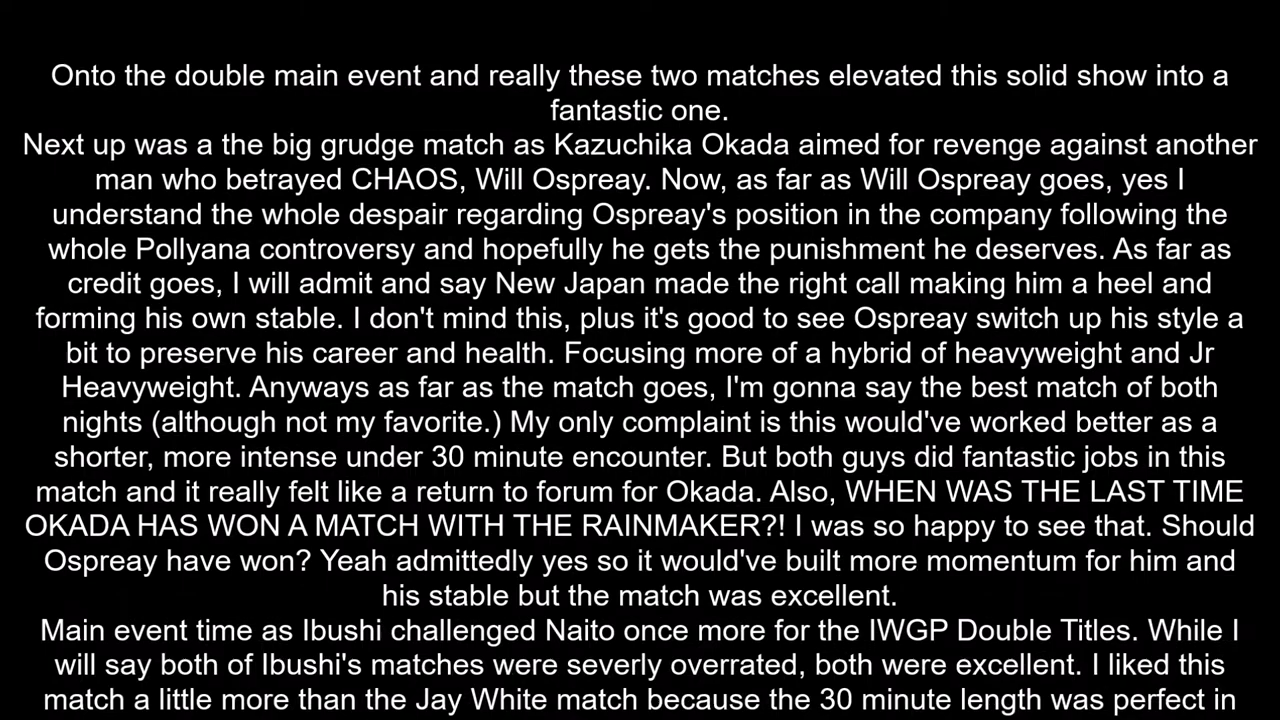 Onto the double main event and really these two matches elevated this solid show into a
fantastic one.
Next up was a the big grudge match as Kazuchika Okada aimed for revenge against another
man who betrayed CHAOS, Will Ospreay. Now, as far as Will Ospreay goes, yes I
understand the whole despair regarding Ospreay's position in the company following the
whole Pollyana controversy and hopefully he gets the punishment he deserves. As far as
credit goes, I will admit and say New Japan made the right call making him a heel and
forming his own stable. I don't mind this, plus it's good to see Ospreay switch up his style a
bit to preserve his career and health. Focusing more of a hybrid of heavyweight and Jr
Heavyweight. Anyways as far as the match goes, I'm gonna say the best match of both
nights (although not my favorite.) My only complaint is this would've worked better as a
shorter, more intense under 30 minute encounter. But both guys did fantastic jobs in this
match and it really felt like a return to forum for Okada. Also, WHEN WAS THE LAST TIME
OKADA HAS WON A MATCH WITH THE RAINMAKER?! I was so happy to see that. Should
Ospreay have won? Yeah admittedly yes so it would've built more momentum for him and
his stable but the match was excellent.
Main event time as Ibushi challenged Naito once more for the IWGP Double Titles. While I
will say both of Ibushi's matches were severly overrated, both were excellent. I liked this
match a little more than the Jay White match because the 30 minute length was perfect in